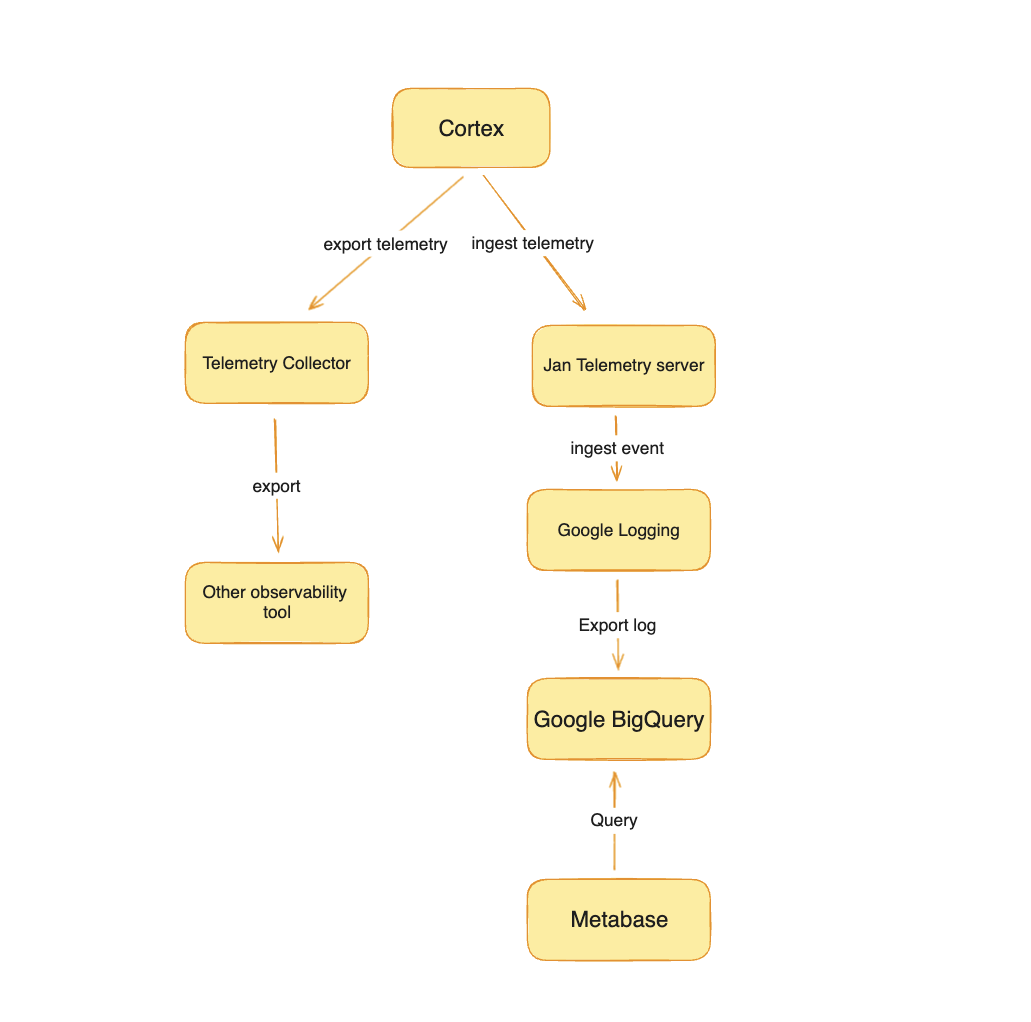 Cortex
export telemetry
ingest telemetry
Telemetry Collector
Jan Telemetry server
ingest event
export
Google Logging
Other observability
tool
Export log
Google BigQuery
Query
Metabase